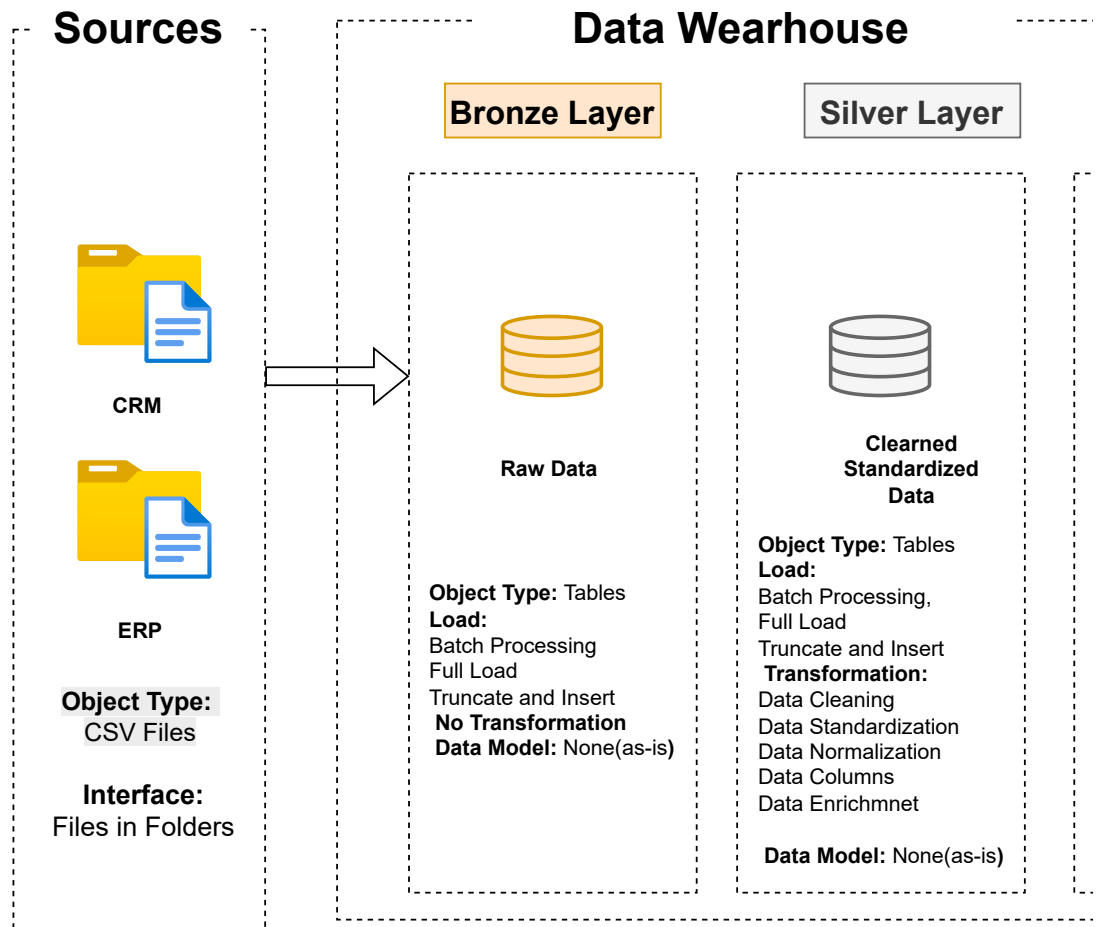 Sources
Data Wearhouse
Bronze Layer
Silver Layer
CRM
ERP
Object Type:
CSV Files
Interface:
Files in Folders
Raw Data
Object Type: Tables
Load:
Batch Processing
Full Load
Truncate and Insert
No Transformation
Data Model: None(as-is)
Clearned
Standardized
Data
Object Type: Tables
Load:
Batch Processing,
Full Load
Truncate and Insert
Transformation:
Data Cleaning
Data Standardization
Data Normalization
Data Columns
Data Enrichmnet
Data Model: None(as-is)